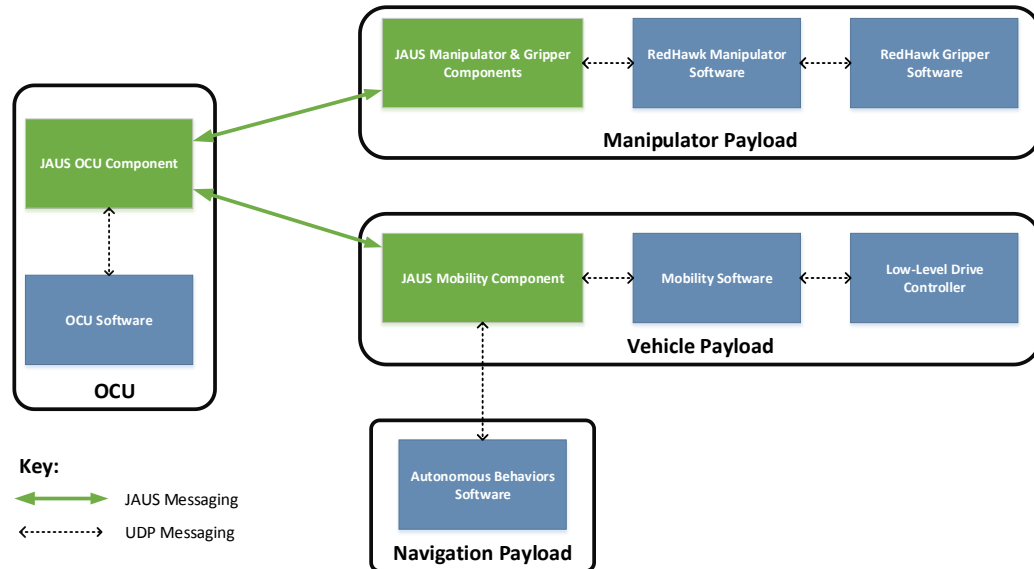 JAUS Manipulator & Gripper
Components
RedHawk Manipulator
Software
RedHawk Gripper
Software
Manipulator Payload
JAUS OCU Component
OCU Software
OCU
JAUS Mobility Component
Mobility Software
Low-Level Drive
Controller
Vehicle Payload
Autonomous Behaviors
Software
Navigation Payload
Key:
JAUS Messaging
UDP Messaging